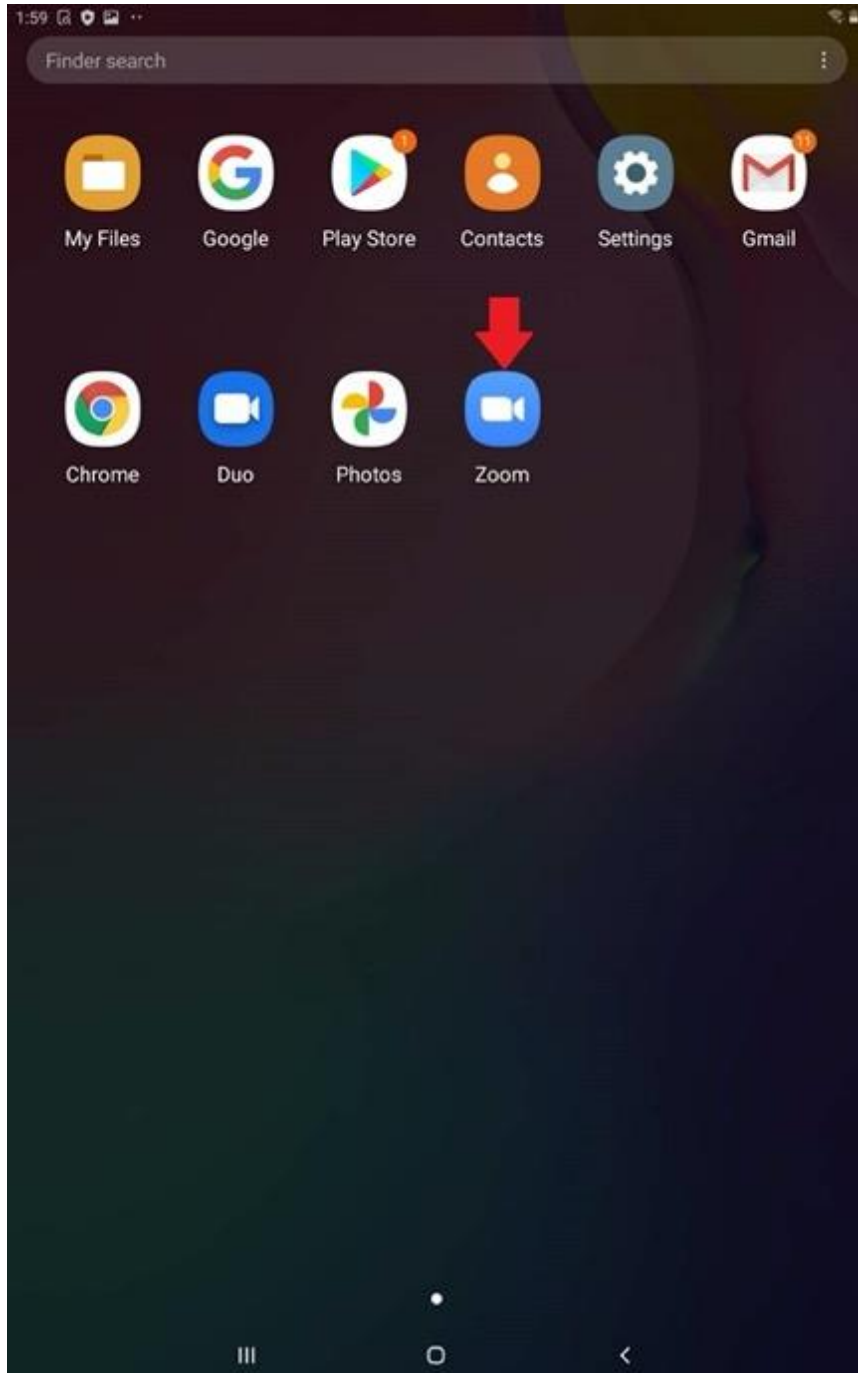 1:59
Finder search
1
11
My Files Google Play Store Contacts Settings Gmail
Chrome Duo Photos Zoom